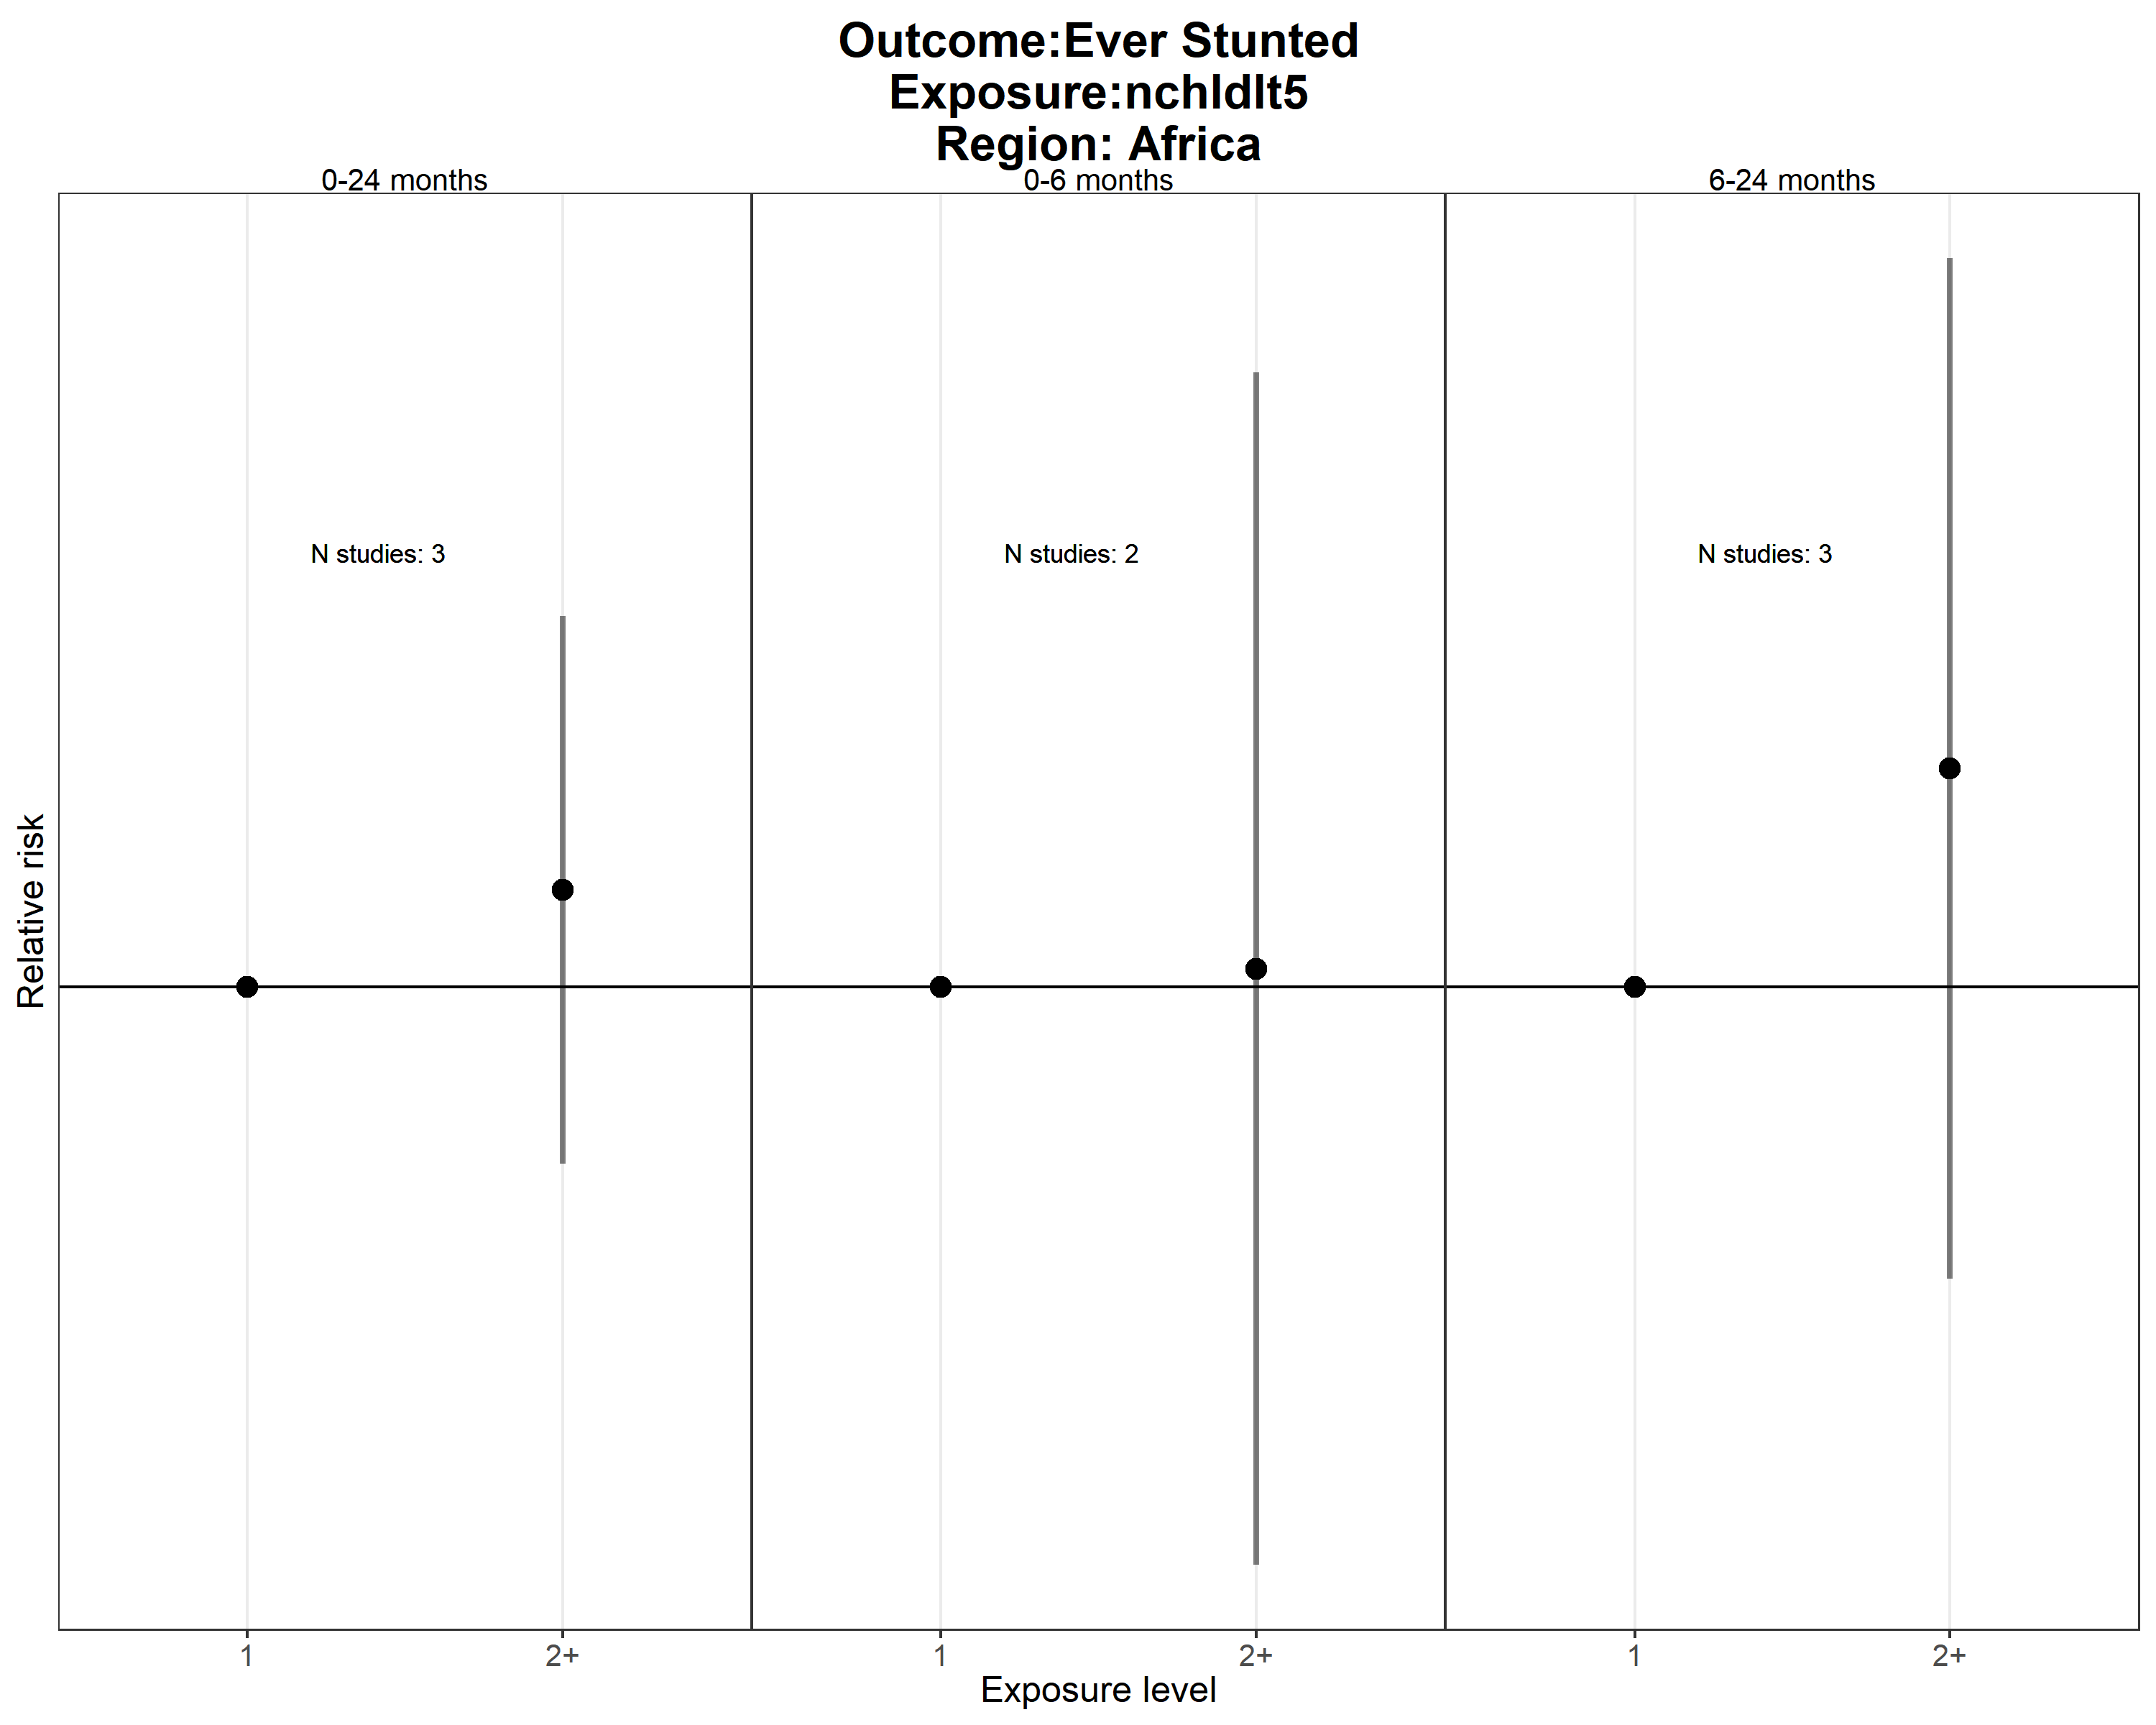 Outcome:Ever Stunted
Exposure:nchldlt5
Region: Africa
0-24 months
0-6 months
6-24 months
N studies: 3
N studies: 2
N studies: 3
Relative risk
1
2+
1
2+
1
2+
Exposure level